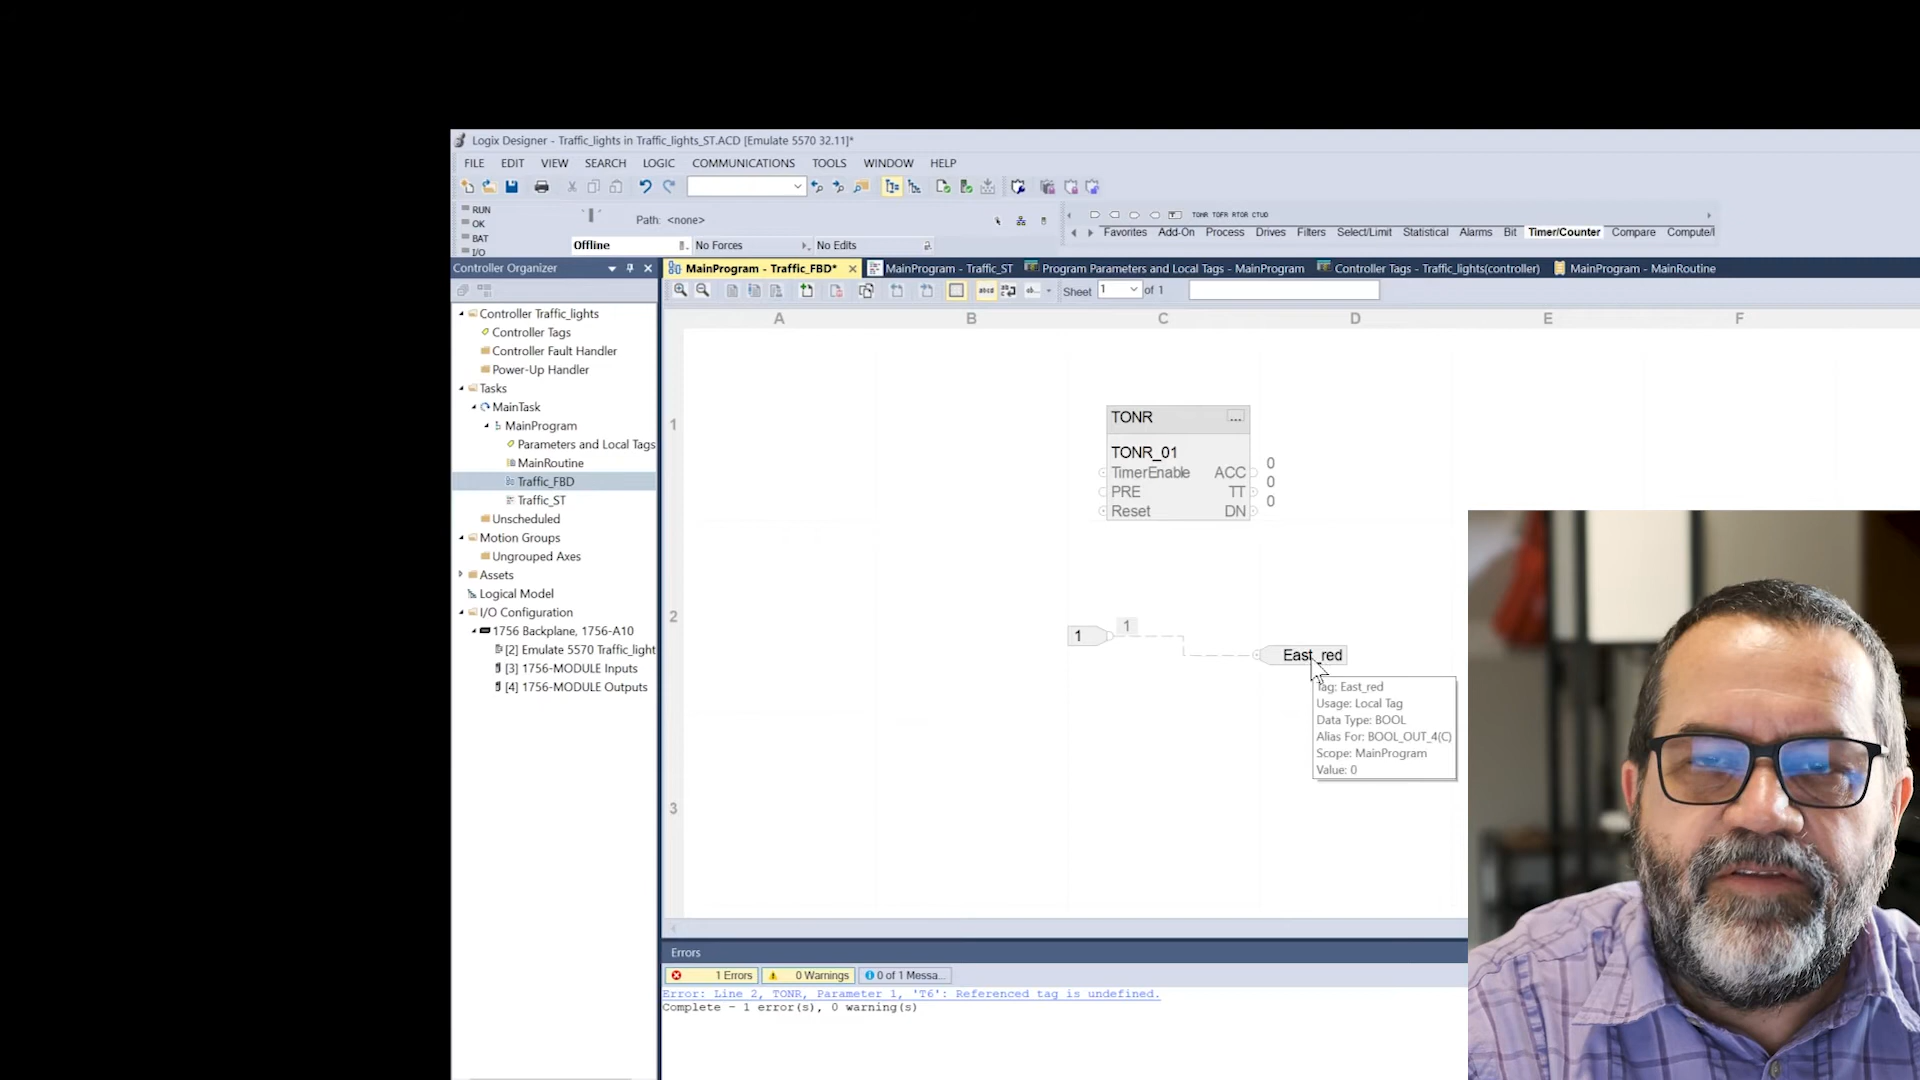 Logix Designer - Traffic_lights in Traffic_lights_ST.ACD [Emulate 5570 32.11]*
FILE EDIT VIEW SEARCH LOGIC COMMUNICATIONS TOOLS WINDOW HELP
RUN
OK
BAT
I/O
Path: <none>
Offline No Forces No Edits
TONR TOFR RTOR CTUD
Favorites Add-On Process Drives Filters Select/Limit Statistical Alarms Bit Timer/Counter Compare
Controller Organizer
MainProgram - Traffic_FBD* MainProgram - Traffic_ST Program Parameters and Local Tags - MainProgram Controller Tags - Traffic_lights(controller) MainProgram - MainRoutine
Sheet 1 of 1
Controller Traffic_lights
Controller Tags
Controller Fault Handler
Power-Up Handler
Tasks
MainTask
MainProgram
Parameters and Local Tags
MainRoutine
Traffic_FBD
Traffic_ST
Unscheduled
Motion Groups
Ungrouped Axes
Assets
Logical Model
I/O Configuration
1756 Backplane, 1756-A10
[2] Emulate 5570 Traffic_light
[3] 1756-MODULE Inputs
[4] 1756-MODULE Outputs
A B C D E F
1
2
3
TONR ...
TONR_01
TimerEnable ACC 0
PRE TT 0
Reset DN 0
1 1
East_red
Tag: East_red
Usage: Local Tag
Data Type: BOOL
Alias For: BOOL_OUT_4(C)
Scope: MainProgram
Value: 0
Errors
1 Errors 0 Warnings 0 of 1 Messa...
Error: Line 2, TONR, Parameter 1, 'T6': Referenced tag is undefined.
Complete - 1 error(s), 0 warning(s)